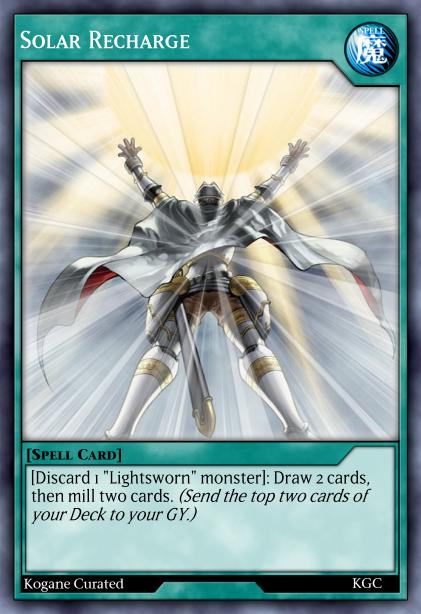 Solar Recharge
SPELL
魔
[Spell Card]
[Discard 1 "Lightsworn" monster]: Draw 2 cards,
then mill two cards. (Send the top two cards of
your Deck to your GY.)
Kogane Curated KGC